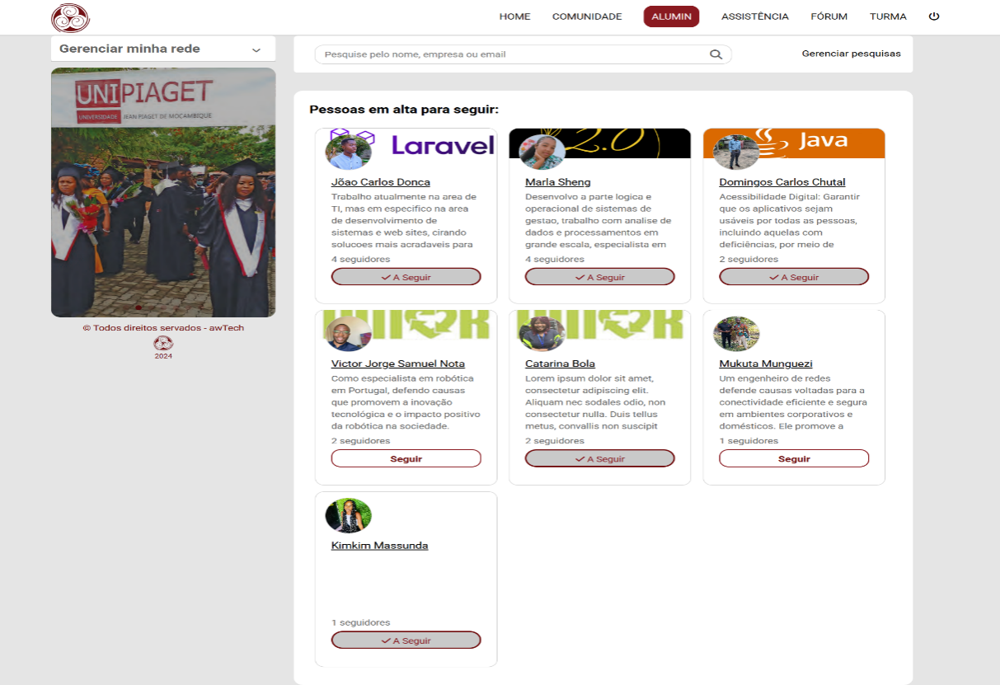 HOME COMUNIDADE ALUMIN ASSISTÊNCIA FÓRUM TURMA
Gerenciar minha rede
Pesquise pelo nome, empresa ou email
Gerenciar pesquisas
UNIPIAGET
UNIVERSIDADE JEAN PIAGET DE MOÇAMBIQUE
© Todos direitos servados - awTech
2024
Pessoas em alta para seguir:
Laravel
Jõao Carlos Donca
Trabalho atualmente na area de
TI, mas em especifico na area
de desenvolvimento de
sistemas e web sites, cirando
solucoes mais acradaveis para
4 seguidores
A Seguir
2.0
Marla Sheng
Desenvolvo a parte logica e
operacional de sistemas de
gestao, trabalho com analise de
dados e processamentos em
grande escala, especialista em
4 seguidores
A Seguir
Java
Domingos Carlos Chutal
Acessibilidade Digital: Garantir
que os aplicativos sejam
usáveis por todas as pessoas,
incluindo aquelas com
deficiências, por meio de
2 seguidores
A Seguir
Victor Jorge Samuel Nota
Como especialista em robótica
em Portugal, defendo causas
que promovem a inovação
tecnológica e o impacto positivo
da robótica na sociedade.
2 seguidores
Seguir
Catarina Bola
Lorem ipsum dolor sit amet,
consectetur adipiscing elit.
Aliquam nec sodales odio, non
consectetur nulla. Duis tellus
metus, convallis non suscipit
2 seguidores
A Seguir
Mukuta Munguezi
Um engenheiro de redes
defende causas voltadas para a
conectividade eficiente e segura
em ambientes corporativos e
domésticos. Ele promove a
1 seguidores
Seguir
Kimkim Massunda
1 seguidores
A Seguir